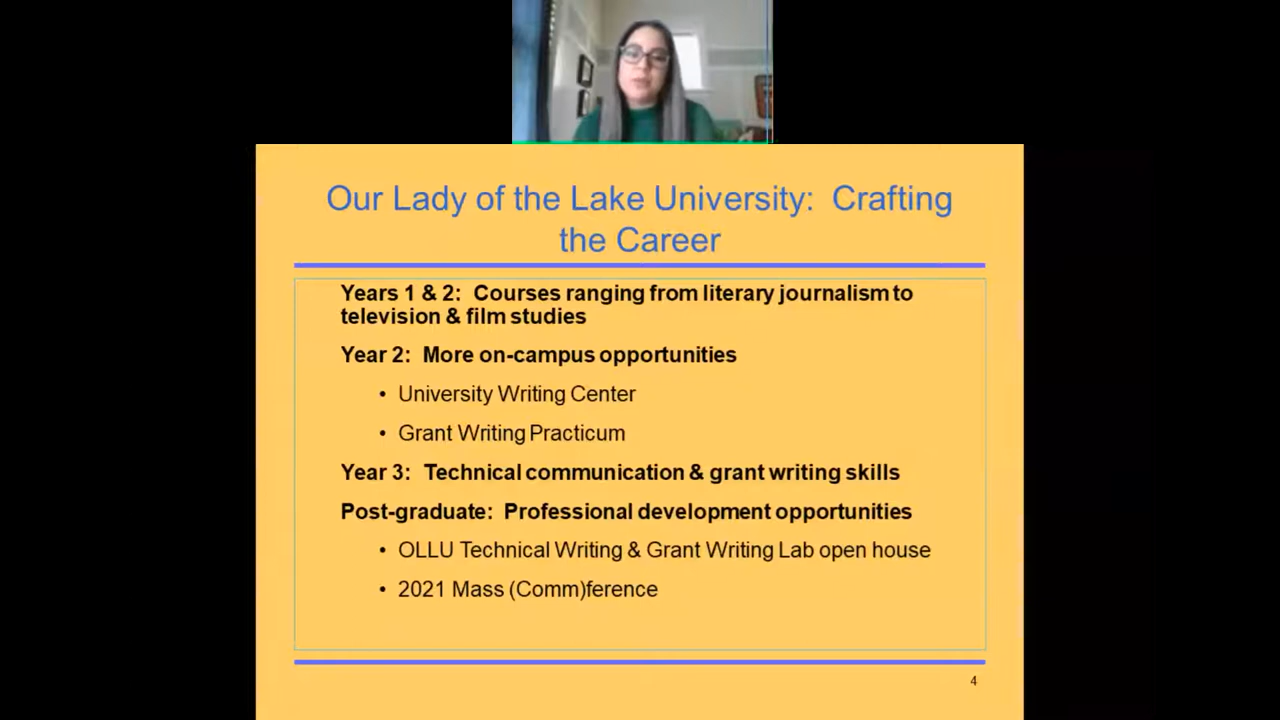 Our Lady of the Lake University: Crafting
the Career
Years 1 & 2: Courses ranging from literary journalism to
television & film studies
Year 2: More on-campus opportunities
• University Writing Center
• Grant Writing Practicum
Year 3: Technical communication & grant writing skills
Post-graduate: Professional development opportunities
• OLLU Technical Writing & Grant Writing Lab open house
• 2021 Mass (Comm)ference
4